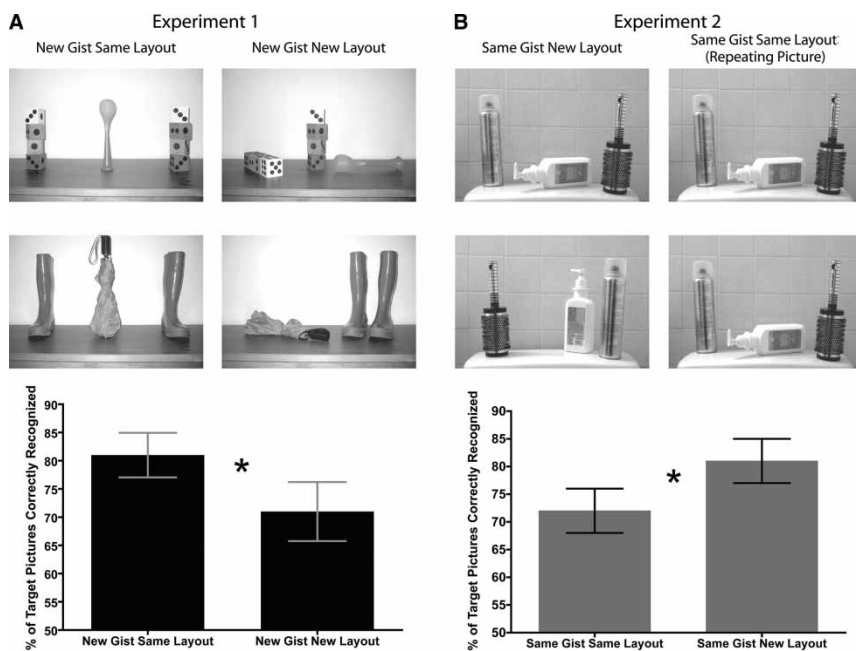 A
Experiment 1
New Gist Same Layout
New Gist New Layout
% of Target Pictures Correctly Recognized
90
85
80
75
70
65
60
55
50
*
New Gist Same Layout
New Gist New Layout
B
Experiment 2
Same Gist New Layout
Same Gist Same Layout:
(Repeating Picture)
% of Target Pictures Correctly Recognized
90
85
80
75
70
65
60
55
50
*
Same Gist Same Layout
Same Gist New Layout